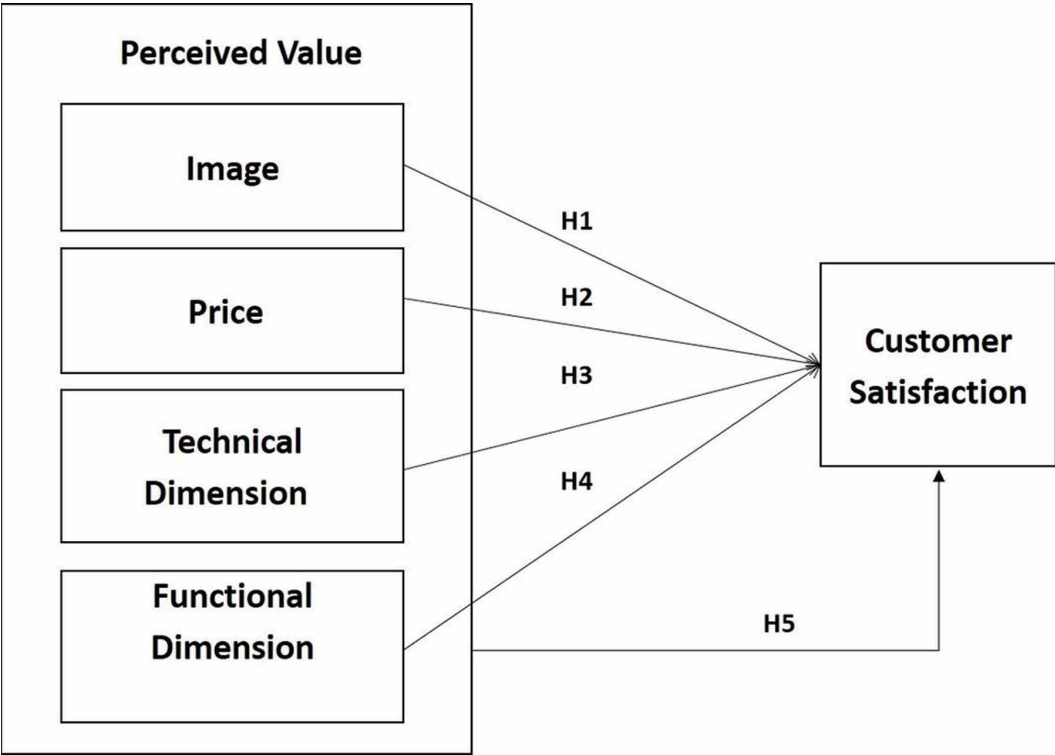 Perceived Value
Image
H1
Price
H2
Customer
Satisfaction
H3
Technical
Dimension
H4
Functional
Dimension
H5